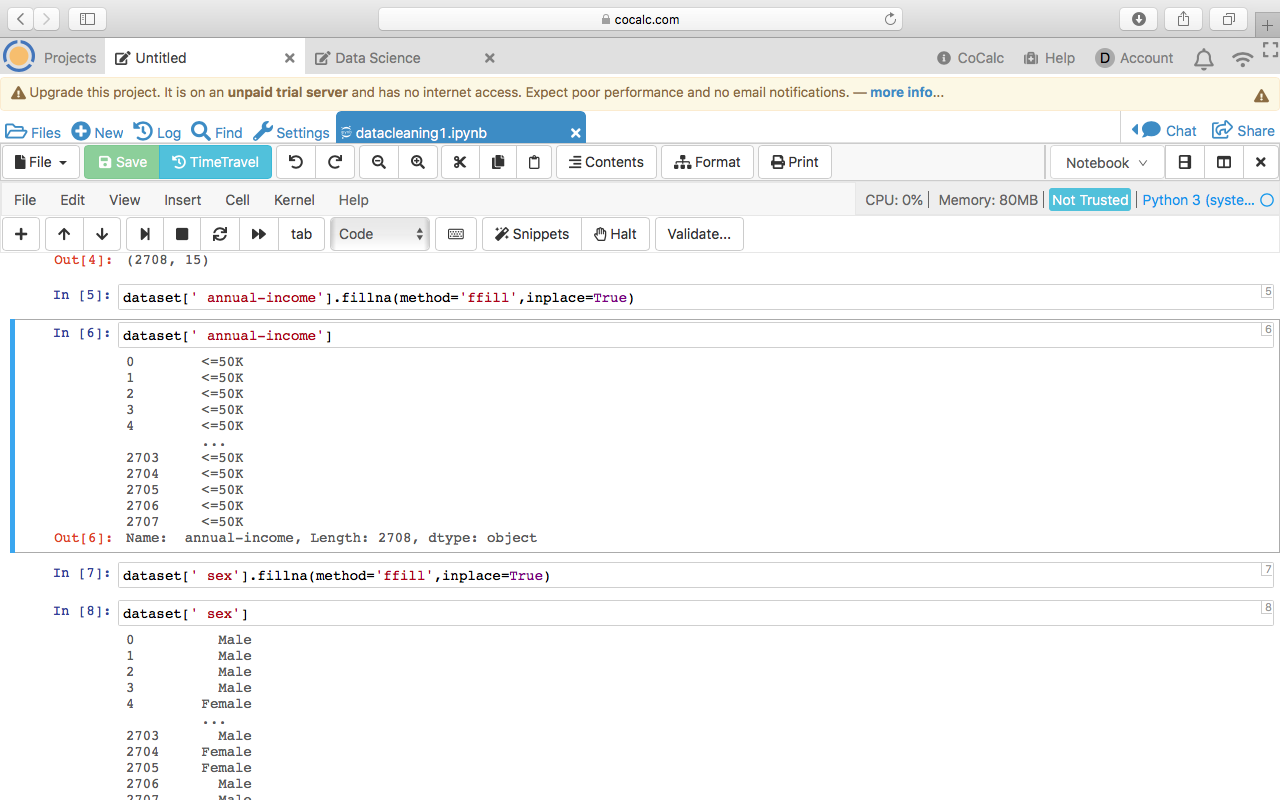 cocalc.com
Projects Untitled Data Science CoCalc Help D Account
Upgrade this project. It is on an unpaid trial server and has no internet access. Expect poor performance and no email notifications. — more info...
Files New Log Find Settings datacleaning1.ipynb Chat Share
File Save TimeTravel Contents Format Print Notebook
File Edit View Insert Cell Kernel Help CPU: 0% Memory: 80MB Not Trusted Python 3 (syste...
tab Code Snippets Halt Validate...
Out[4]: (2708, 15)
In [5]: dataset[' annual-income'].fillna(method='ffill',inplace=True) 5
In [6]: dataset[' annual-income'] 6
0 <=50K
1 <=50K
2 <=50K
3 <=50K
4 <=50K
...
2703 <=50K
2704 <=50K
2705 <=50K
2706 <=50K
2707 <=50K
Out[6]: Name: annual-income, Length: 2708, dtype: object
In [7]: dataset[' sex'].fillna(method='ffill',inplace=True) 7
In [8]: dataset[' sex'] 8
0 Male
1 Male
2 Male
3 Male
4 Female
...
2703 Male
2704 Female
2705 Female
2706 Male
2707 Male